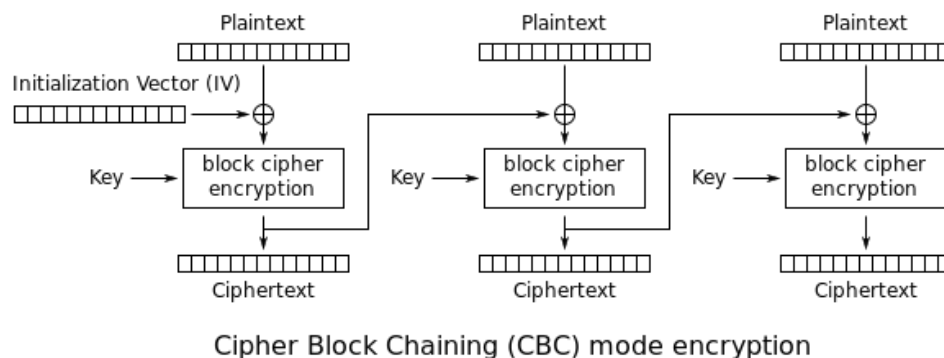 Plaintext
Plaintext
Plaintext
Initialization Vector (IV)
Key
block cipher
encryption
Key
block cipher
encryption
Key
block cipher
encryption
Ciphertext
Ciphertext
Ciphertext
Cipher Block Chaining (CBC) mode encryption